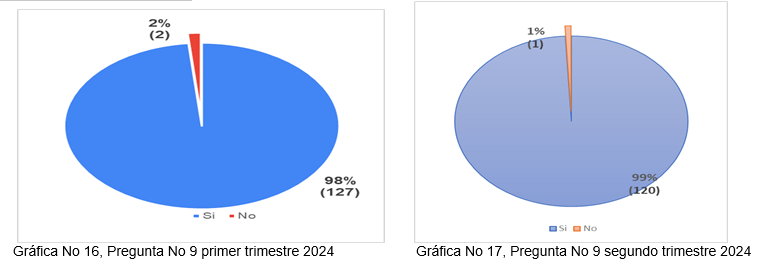 2%
(2)
98%
(127)
Si No
Gráfica No 16, Pregunta No 9 primer trimestre 2024
1%
(1)
99%
(120)
Si No
Gráfica No 17, Pregunta No 9 segundo trimestre 2024